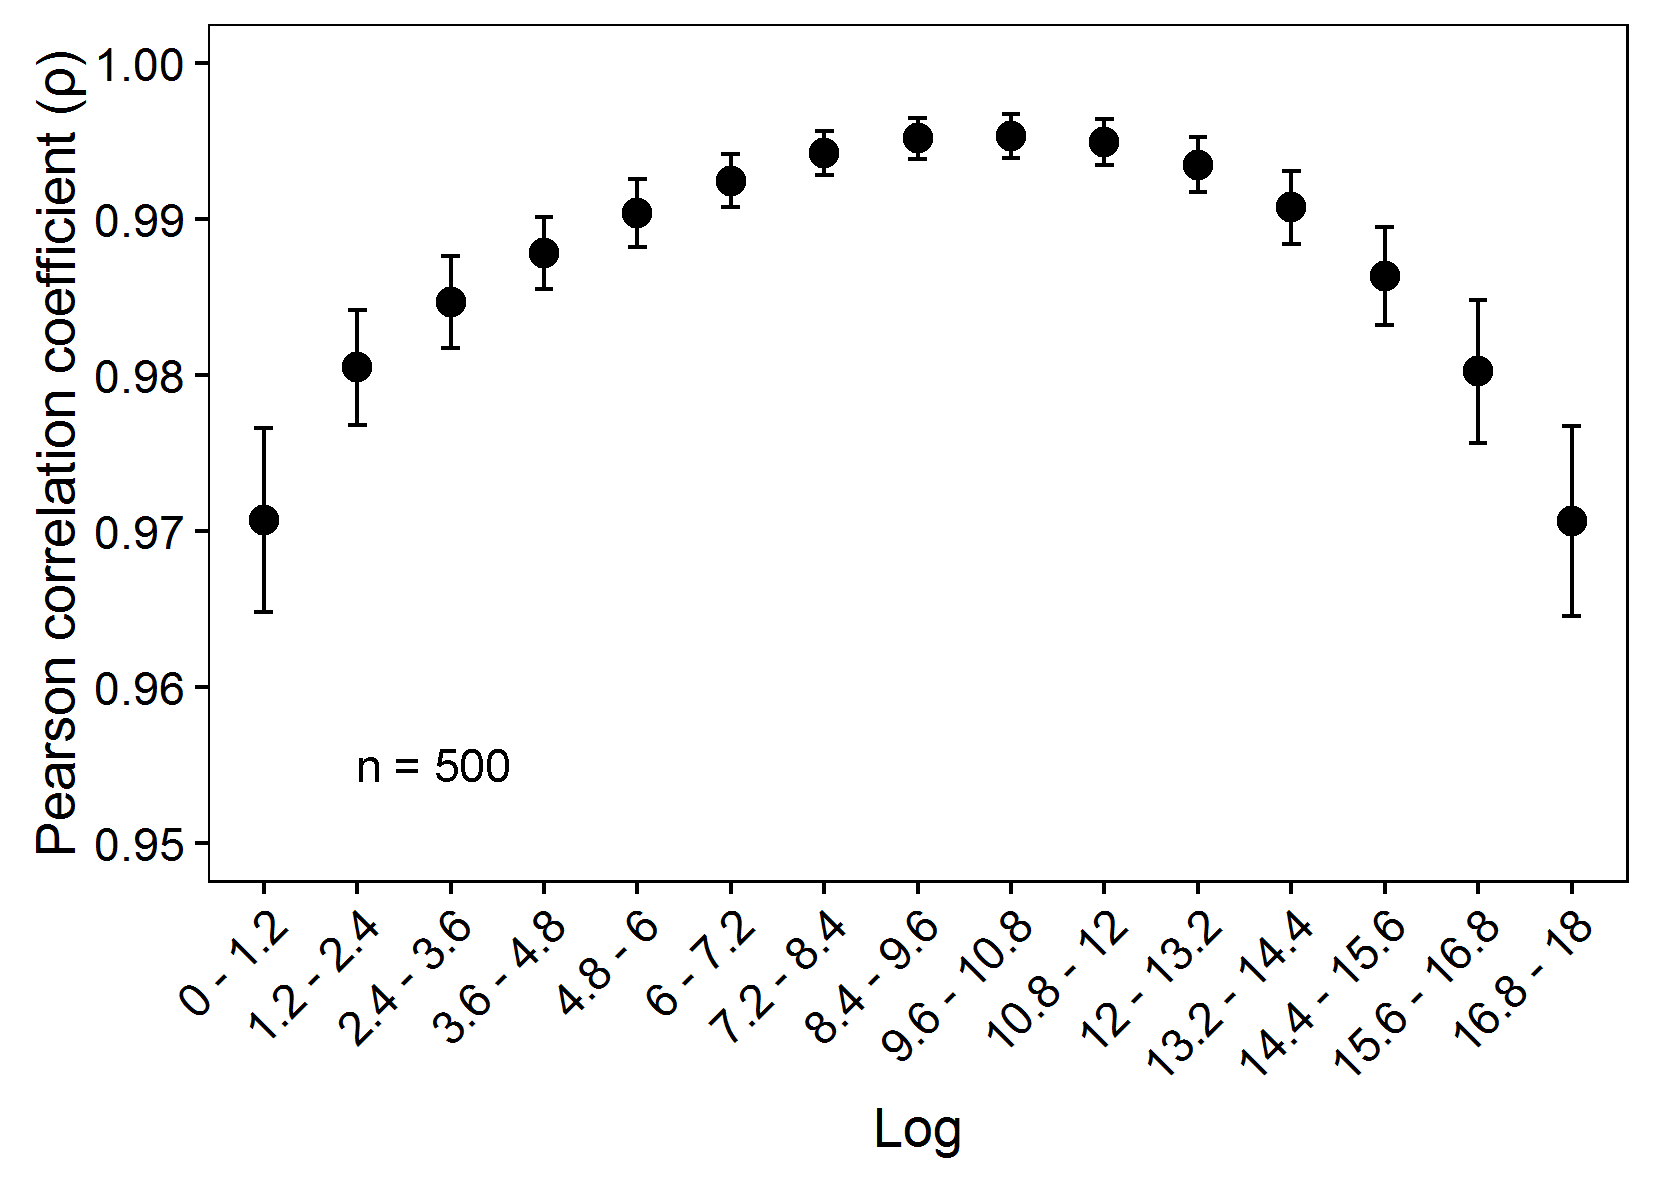 Pearson correlation coefficient (ρ)
1.00
0.99
0.98
0.97
0.96
0.95
n = 500
0 - 1.2
1.2 - 2.4
2.4 - 3.6
3.6 - 4.8
4.8 - 6
6 - 7.2
7.2 - 8.4
8.4 - 9.6
9.6 - 10.8
10.8 - 12
12 - 13.2
13.2 - 14.4
14.4 - 15.6
15.6 - 16.8
16.8 - 18
Log